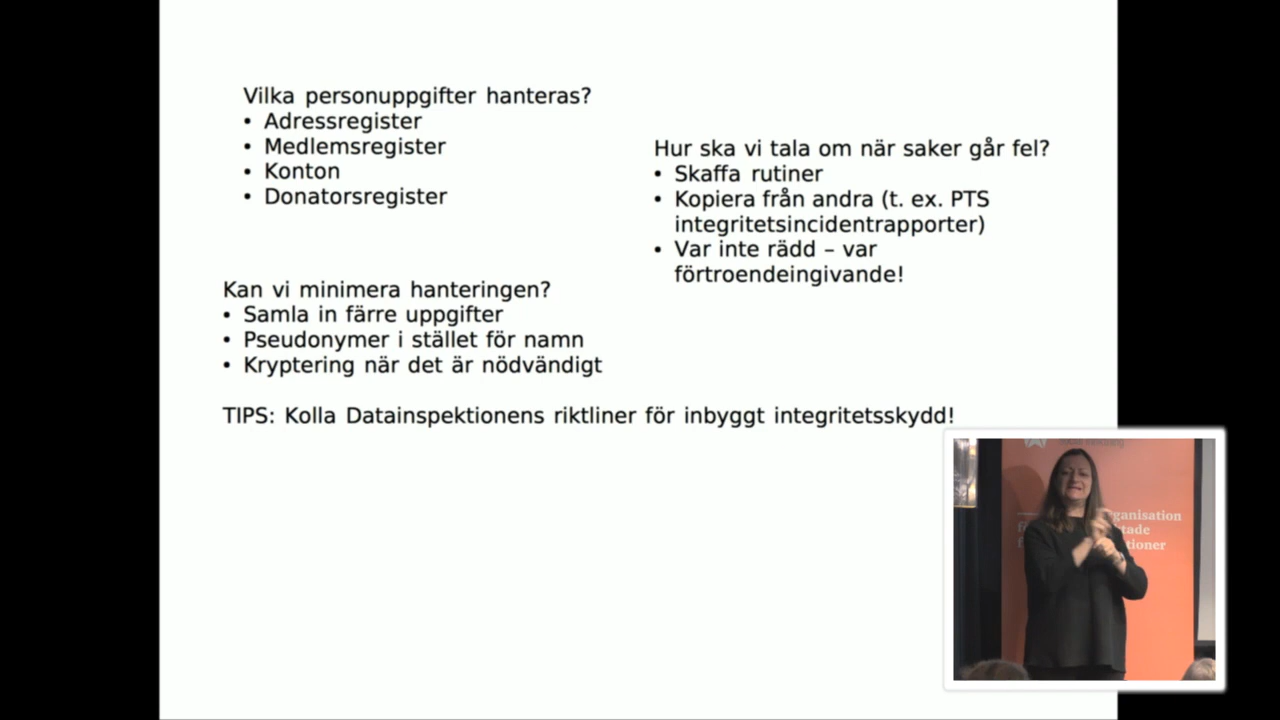 Vilka personuppgifter hanteras?
• Adressregister
• Medlemsregister
• Konton
• Donatorsregister
Kan vi minimera hanteringen?
• Samla in färre uppgifter
• Pseudonymer i stället för namn
• Kryptering när det är nödvändigt
Hur ska vi tala om när saker går fel?
• Skaffa rutiner
• Kopiera från andra (t. ex. PTS
integritetsincidentrapporter)
• Var inte rädd – var
förtroendeingivande!
TIPS: Kolla Datainspektionens riktliner för inbyggt integritetsskydd!